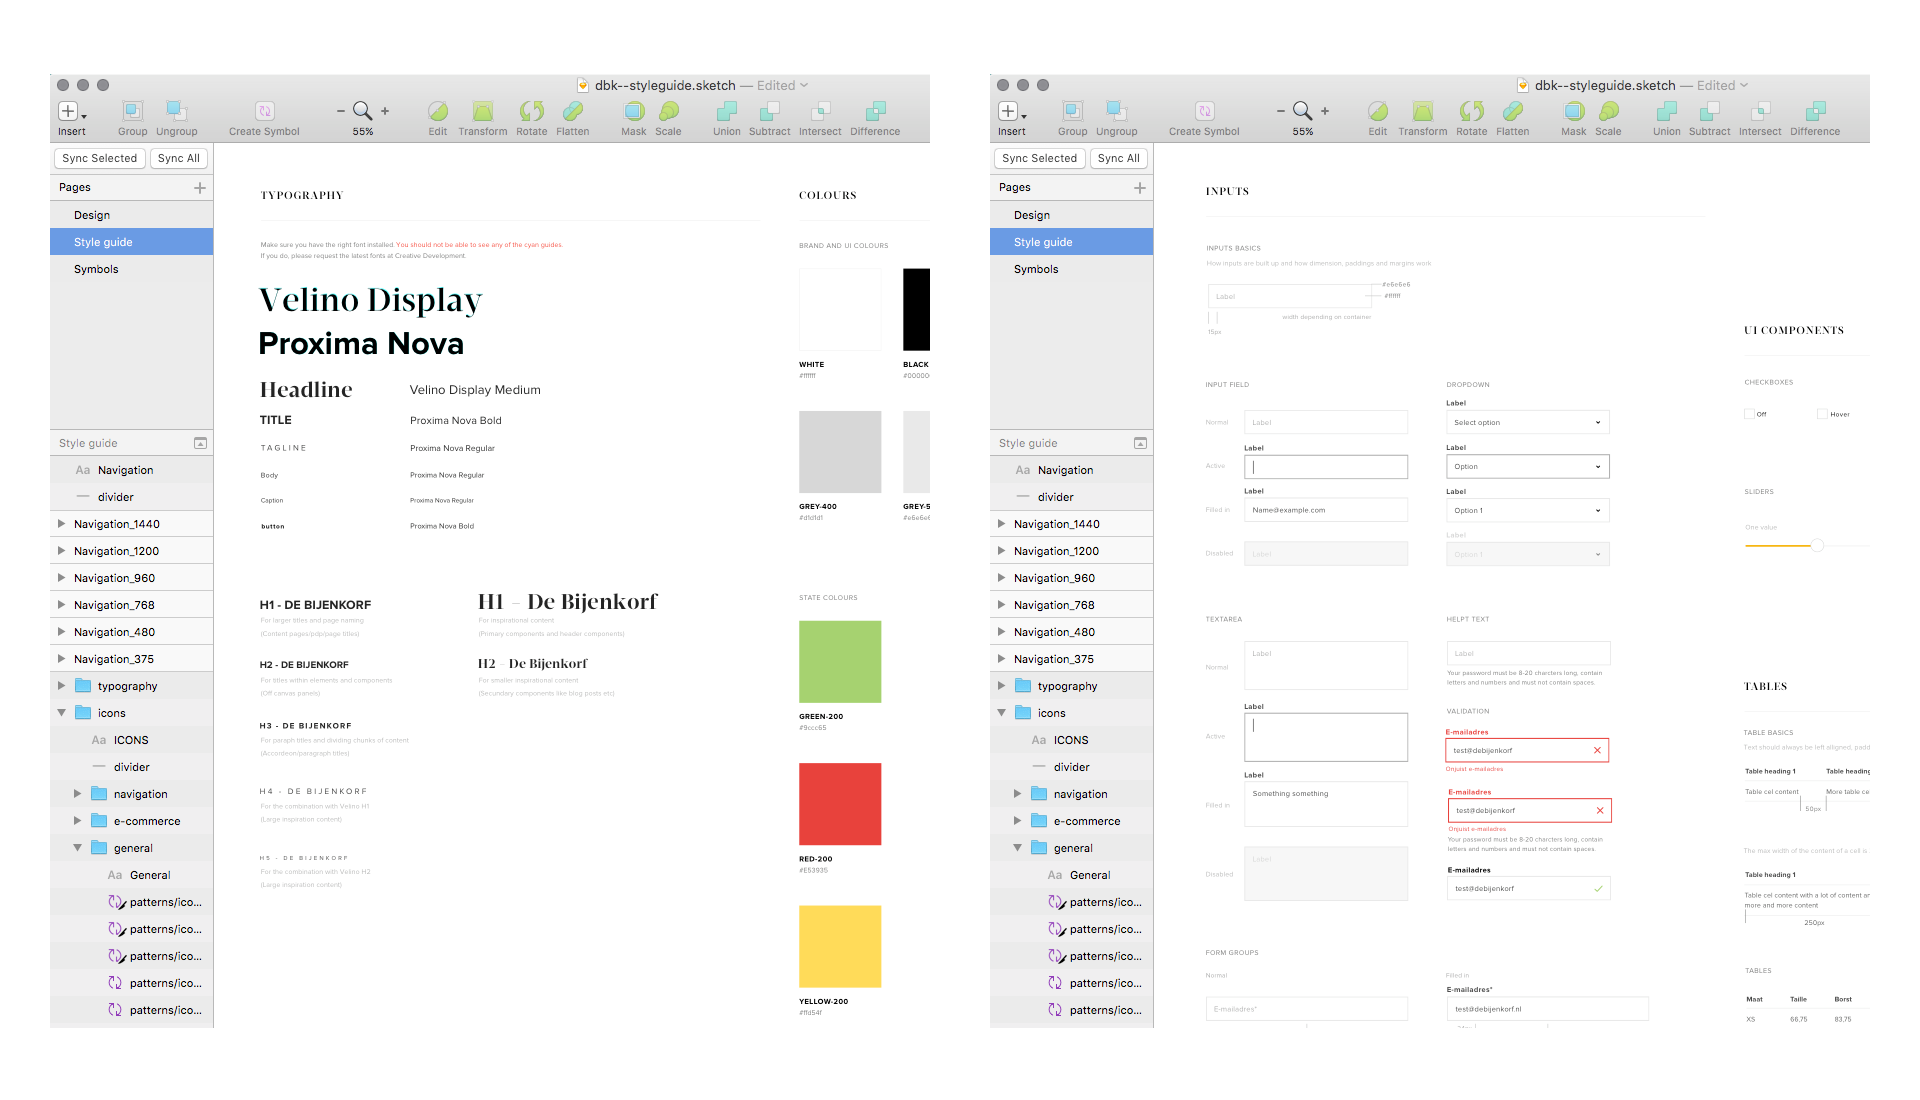 dbk--styleguide.sketch — Edited
Insert
Group
Ungroup
Create Symbol
55%
Edit
Transform
Rotate
Flatten
Mask
Scale
Union
Subtract
Intersect
Difference
Sync Selected
Sync All
Pages
Design
Style guide
Symbols
Style guide
Aa Navigation
divider
Navigation_1440
Navigation_1200
Navigation_960
Navigation_768
Navigation_480
Navigation_375
typography
icons
Aa ICONS
divider
navigation
e-commerce
general
Aa General
patterns/ico...
patterns/ico...
patterns/ico...
patterns/ico...
patterns/ico...
TYPOGRAPHY
Make sure you have the right font installed. You should not be able to see any of the cyan guides.
If you do, please request the latest fonts at Creative Development.
Velino Display
Proxima Nova
Headline
Velino Display Medium
TITLE
Proxima Nova Bold
TAGLINE
Proxima Nova Regular
Body
Proxima Nova Regular
Caption
Proxima Nova Regular
button
Proxima Nova Bold
H1 - DE BIJENKORF
For larger titles and page naming
(Content pages/pdp/page titles)
H1 – De Bijenkorf
For inspirational content
(Primary components and header components)
H2 - DE BIJENKORF
For titles within elements and components
(Off canvas panels)
H2 – De Bijenkorf
For smaller inspirational content
(Secundary components like blog posts etc)
H3 - DE BIJENKORF
For paraph titles and dividing chunks of content
(Accordeon/paragraph titles)
H4 - DE BIJENKORF
For the combination with Velino H1
(Large inspiration content)
H5 - DE BIJENKORF
For the combination with Velino H2
(Large inspiration content)
COLOURS
BRAND AND UI COLOURS
WHITE
#ffffff
BLACK
#00000
GREY-400
#d1d1d1
GREY-5
#e6e6e6
STATE COLOURS
GREEN-200
#9ccc65
RED-200
#E53935
YELLOW-200
#ffd54f
dbk--styleguide.sketch — Edited
Insert
Group
Ungroup
Create Symbol
55%
Edit
Transform
Rotate
Flatten
Mask
Scale
Union
Subtract
Intersect
Difference
Sync Selected
Sync All
Pages
Design
Style guide
Symbols
Style guide
Aa Navigation
divider
Navigation_1440
Navigation_1200
Navigation_960
Navigation_768
Navigation_480
Navigation_375
typography
icons
Aa ICONS
divider
navigation
e-commerce
general
Aa General
patterns/ico...
patterns/ico...
patterns/ico...
patterns/ico...
patterns/ico...
INPUTS
INPUTS BASICS
How inputs are built up and how dimension, paddings and margins work
Label
#e6e6e6
#ffffff
width depending on container
15px
INPUT FIELD
Normal
Label
Label
Active
Label
Filled in
Name@example.com
Disabled
Label
DROPDOWN
Label
Select option
Label
Option
Label
Option 1
Label
Option 1
TEXTAREA
Normal
Label
Label
Active
Label
Filled in
Something something
Disabled
Label
HELPT TEXT
Label
Your password must be 8-20 charcters long, contain
letters and numbers and must not contain spaces.
VALIDATION
E-mailadres
test@debijenkorf
Onjuist e-mailadres
E-mailadres
test@debijenkorf
Onjuist e-mailadres
Your password must be 8-20 charcters long, contain
letters and numbers and must not contain spaces.
E-mailadres
test@debijenkorf
FORM GROUPS
Normal
E-mailadres*
Filled in
E-mailadres*
test@debijenkorf.nl
UI COMPONENTS
CHECKBOXES
Off
Hover
SLIDERS
One value
TABLES
TABLE BASICS
Text should always be left aligned, padd
Table heading 1
Table heading
Table cel content
More table ce
50px
The max width of the content of a cell is
Table heading 1
Table cel content with a lot of content an
more and more content
250px
TABLES
Maat
Taille
Borst
XS
66,75
83,75